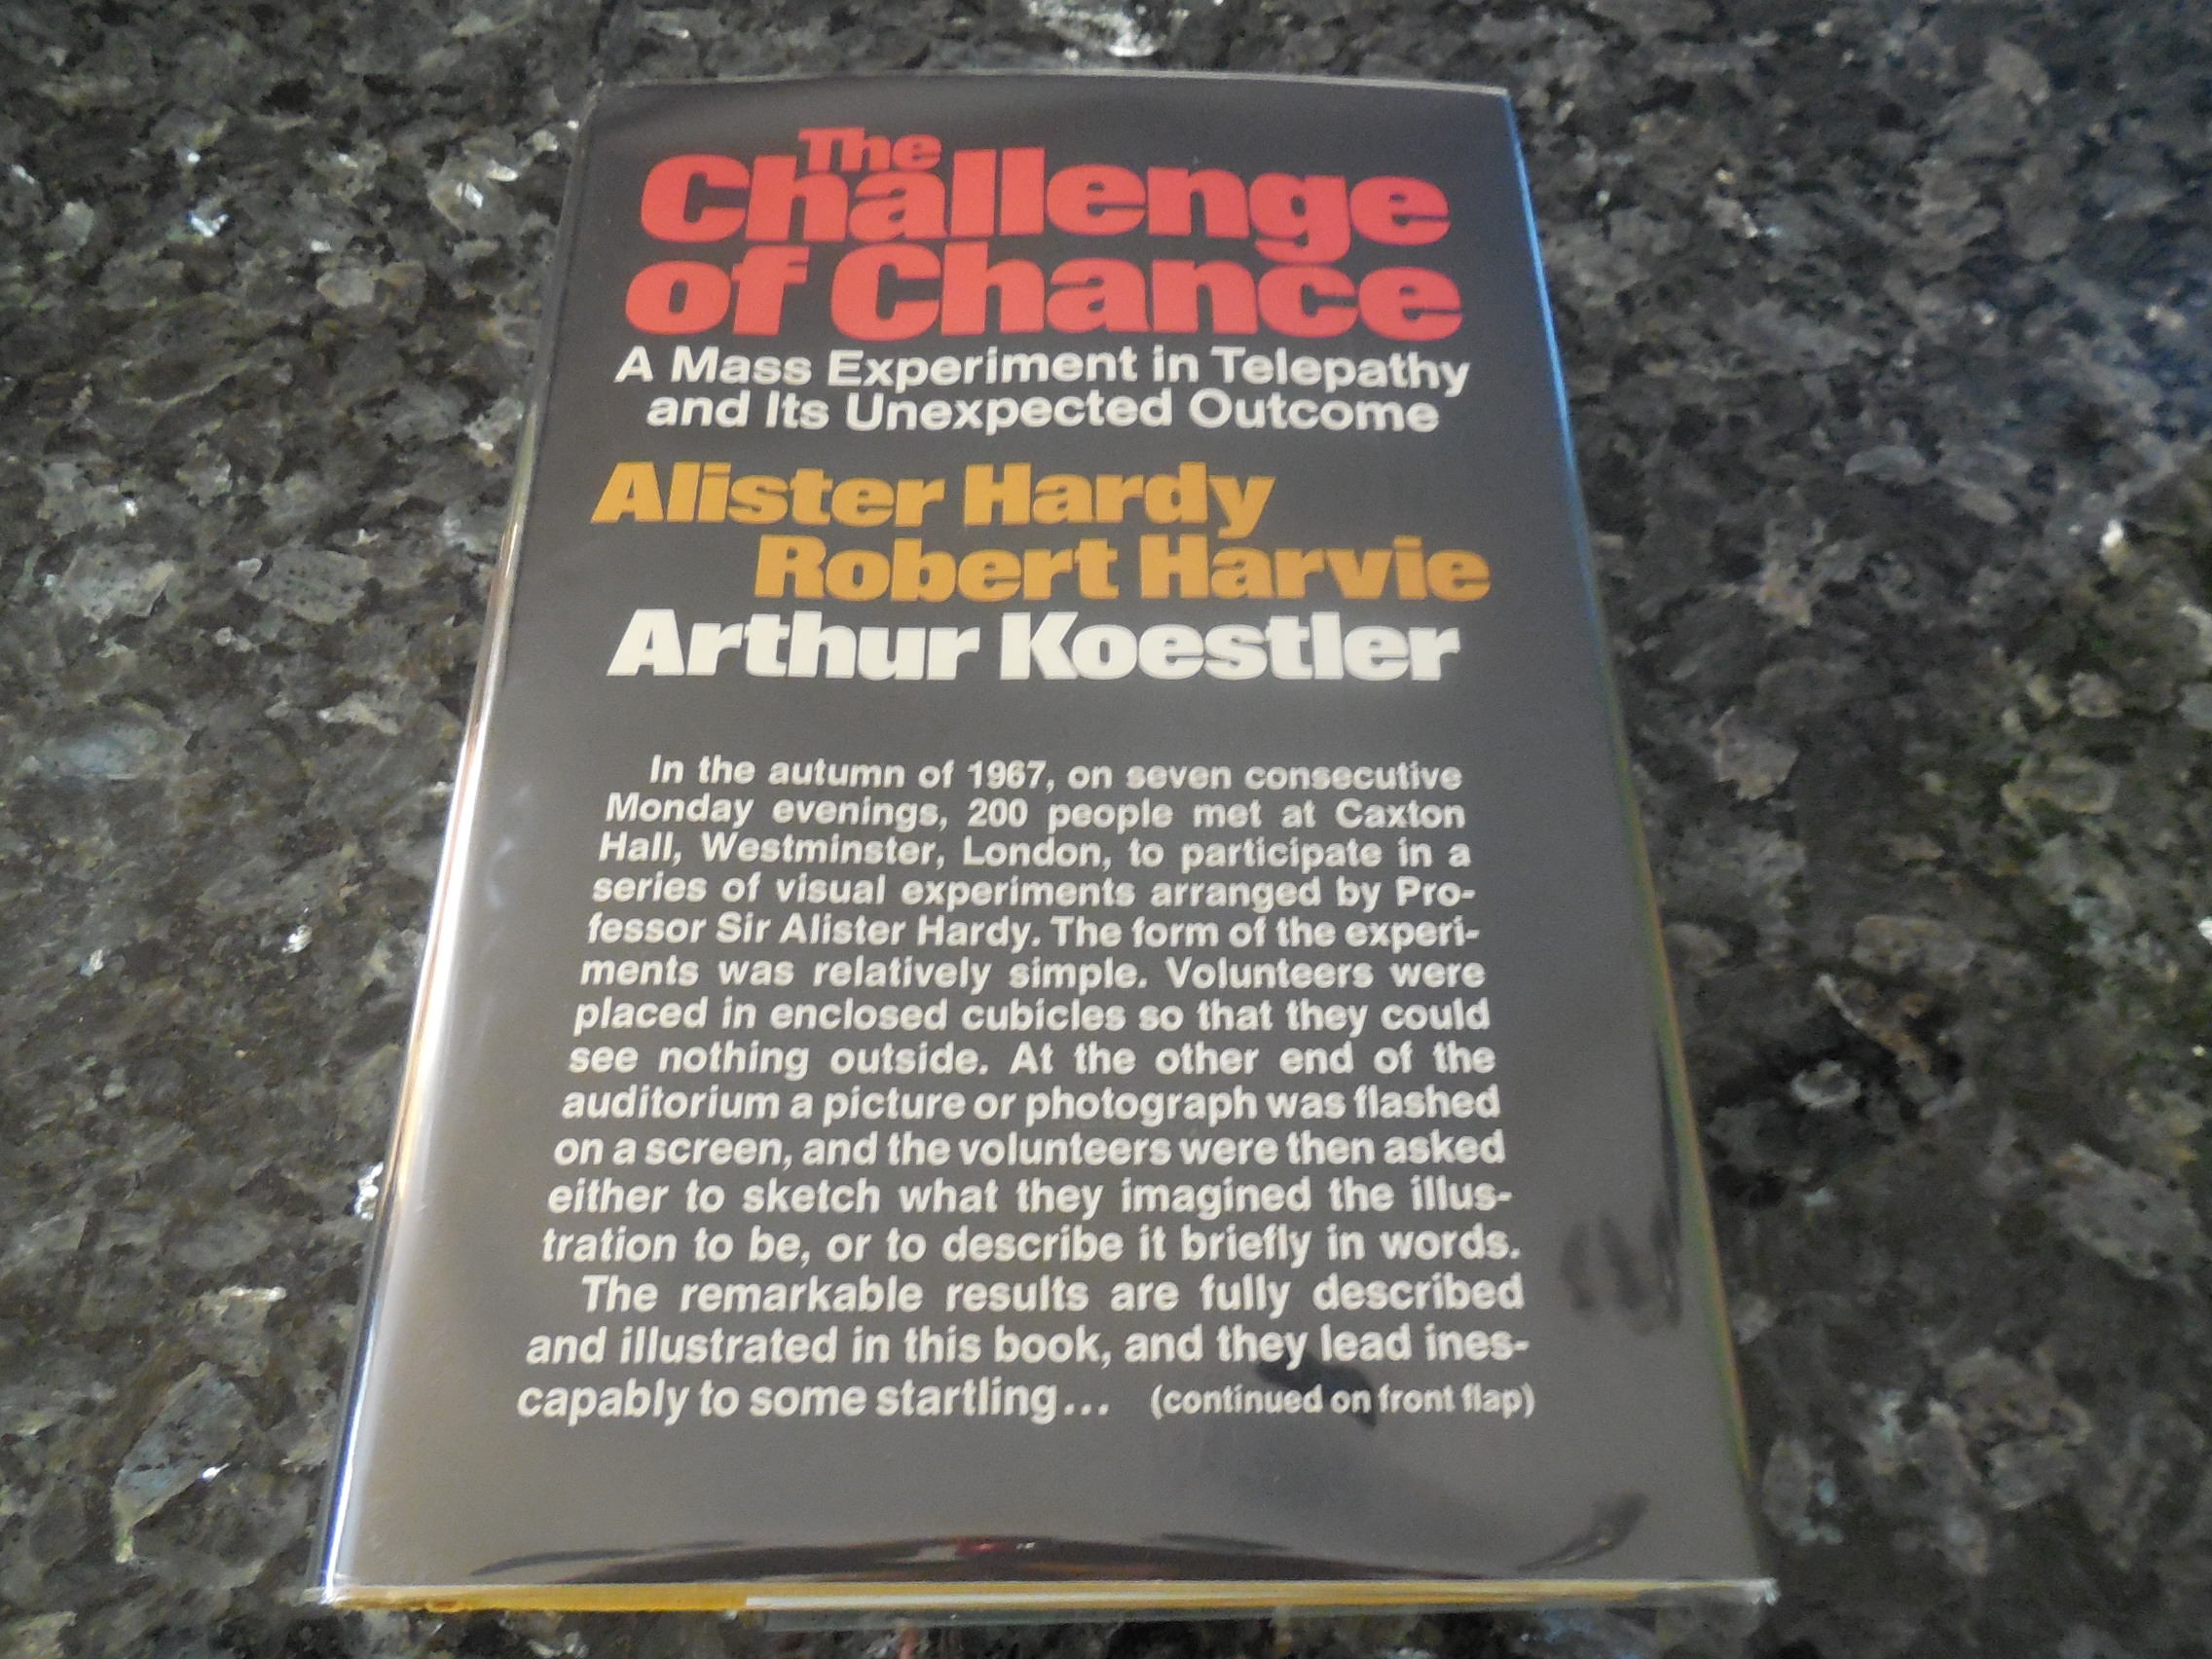 The
Challenge
of Chance
A Mass Experiment in Telepathy
and Its Unexpected Outcome
Alister Hardy
Robert Harvie
Arthur Koestler
In the autumn of 1967, on seven consecutive
Monday evenings, 200 people met at Caxton
Hall, Westminster, London, to participate in a
series of visual experiments arranged by Pro-
fessor Sir Alister Hardy. The form of the experi-
ments was relatively simple. Volunteers were
placed in enclosed cubicles so that they could
see nothing outside. At the other end of the
auditorium a picture or photograph was flashed
on a screen, and the volunteers were then asked
either to sketch what they imagined the illus-
tration to be, or to describe it briefly in words.
The remarkable results are fully described
and illustrated in this book, and they lead ines-
capably to some startling... (continued on front flap)